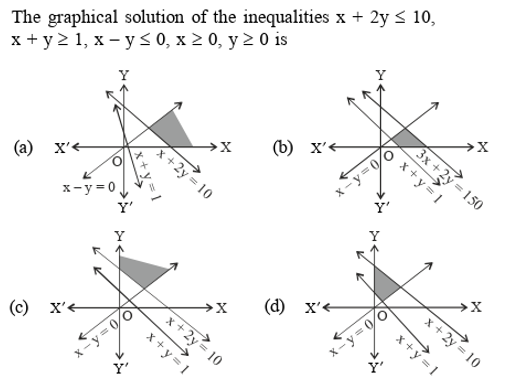 The graphical solution of the inequalities x + 2y ≤ 10,
x + y ≥ 1, x − y ≤ 0, x ≥ 0, y ≥ 0 is
(a) X' O X Y Y' x − y = 0 x + y = 1 x + 2y = 10
(b) X' O X Y Y' x − y = 0 x + y = 1 3x + 2y = 150
(c) X' O X Y Y' x − y = 0 x + y = 1 x + 2y = 10
(d) X' O X Y Y' x − y = 0 x + y = 1 x + 2y = 10